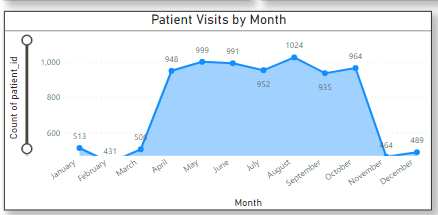 Patient Visits by Month
Count of patient_id
1,000
800
600
513
431
506
948
999
991
952
1024
935
964
464
489
January
February
March
April
May
June
July
August
September
October
November
December
Month